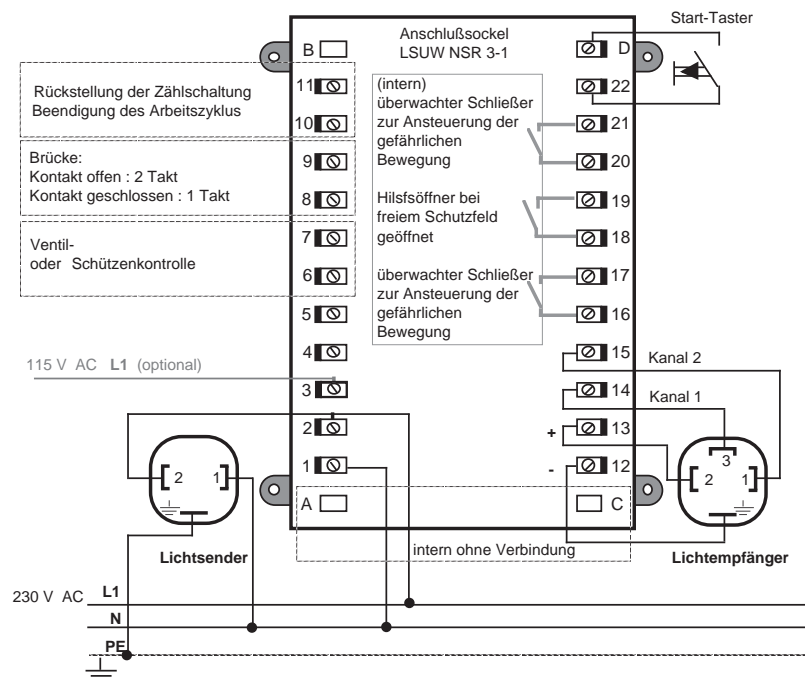 Anschlußsockel
LSUW NSR 3-1
Start-Taster
B
D
11
10
9
8
7
6
5
4
3
2
1
A
22
21
20
19
18
17
16
15
14
13
12
C
Rückstellung der Zählschaltung
Beendigung des Arbeitszyklus
Brücke:
Kontakt offen : 2 Takt
Kontakt geschlossen : 1 Takt
Ventil-
oder Schützenkontrolle
(intern)
überwachter Schließer
zur Ansteuerung der
gefährlichen
Bewegung
Hilsfsöffner bei
freiem Schutzfeld
geöffnet
überwachter Schließer
zur Ansteuerung der
gefährlichen
Bewegung
115 V AC L1 (optional)
Kanal 2
Kanal 1
+
-
2 1
Lichtsender
3
2 1
Lichtempfänger
intern ohne Verbindung
230 V AC L1
N
PE